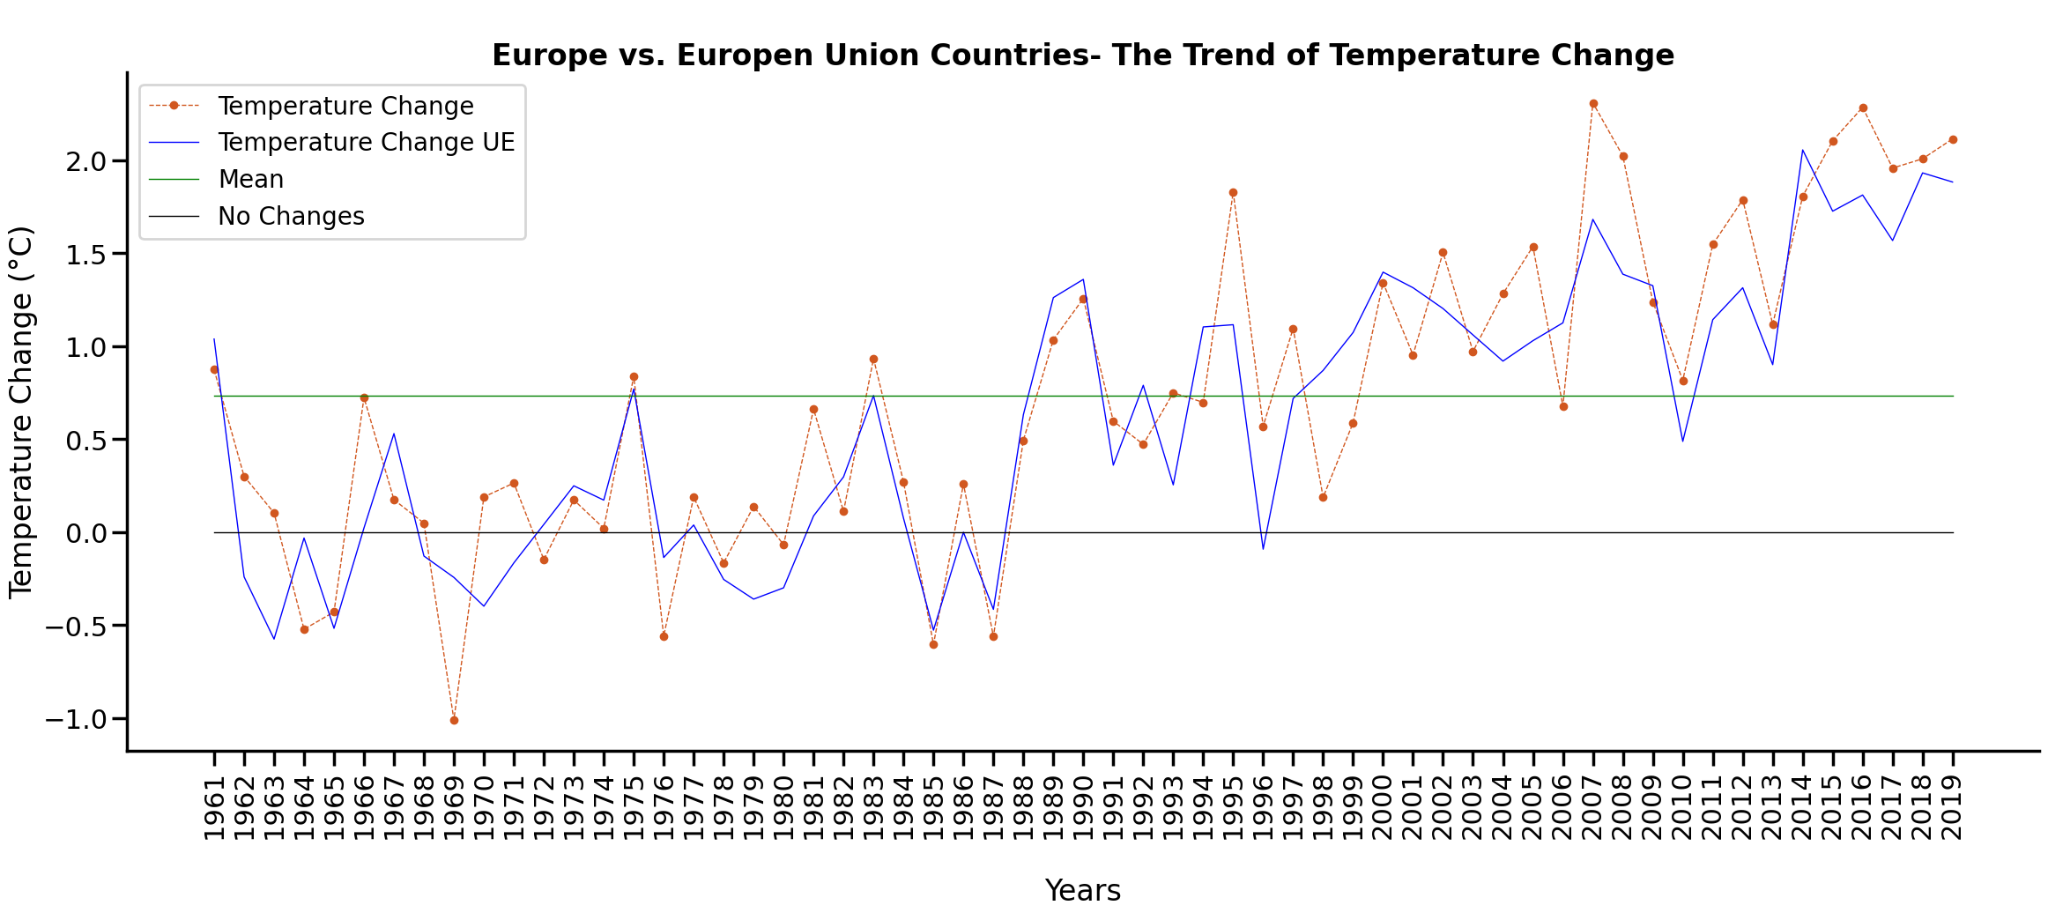 Europe vs. Europen Union Countries- The Trend of Temperature Change
Temperature Change
Temperature Change UE
Mean
No Changes
Temperature Change (°C)
2.0
1.5
1.0
0.5
0.0
−0.5
−1.0
1961 1962 1963 1964 1965 1966 1967 1968 1969 1970 1971 1972 1973 1974 1975 1976 1977 1978 1979 1980 1981 1982 1983 1984 1985 1986 1987 1988 1989 1990 1991 1992 1993 1994 1995 1996 1997 1998 1999 2000 2001 2002 2003 2004 2005 2006 2007 2008 2009 2010 2011 2012 2013 2014 2015 2016 2017 2018 2019
Years